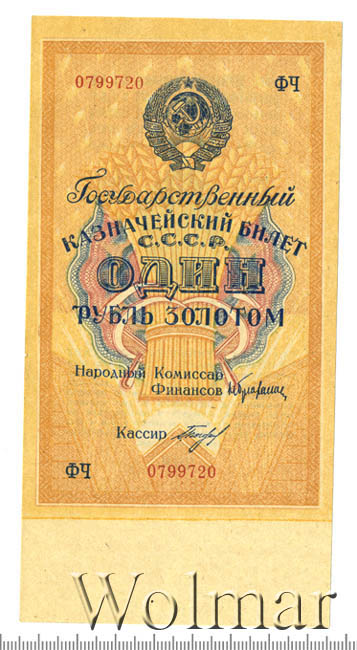 0799720 ФЧ
Государственный
КАЗНАЧЕЙСКИЙ БИЛЕТ
С.С.С.Р.
ОДИН
РУБЛЬ ЗОЛОТОМ
Народный Комиссар
Финансов
Кассир
ФЧ 0799720
Wolmar